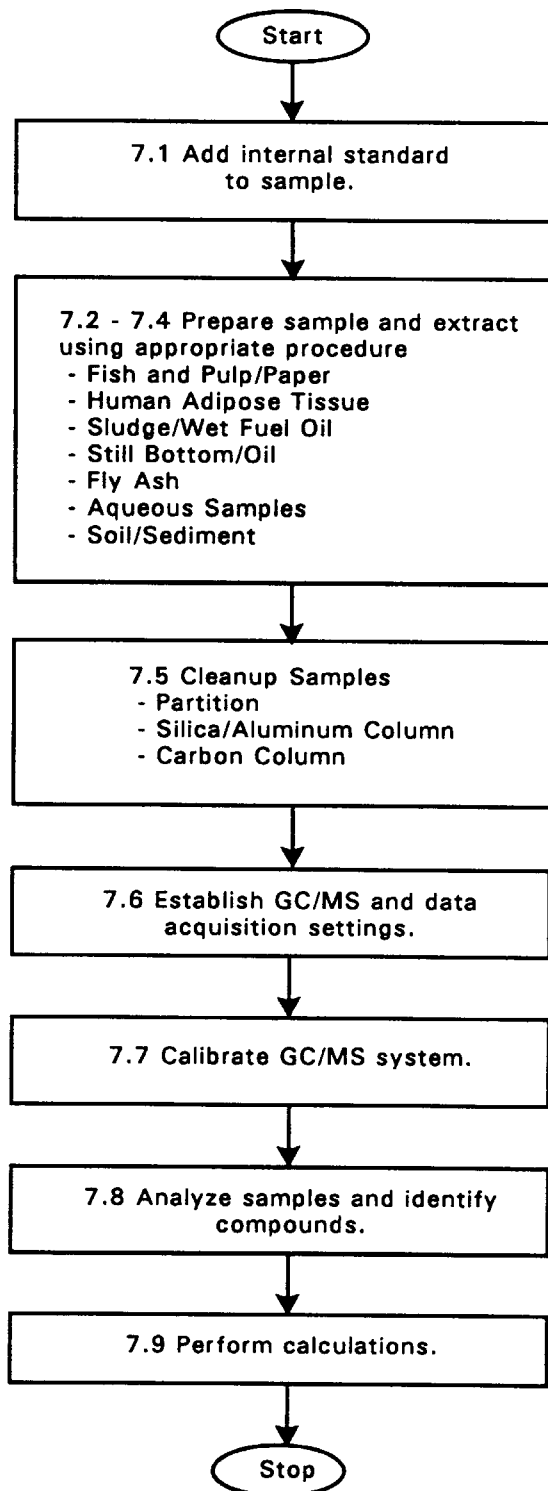 Start
7.1 Add internal standard
to sample.
7.2 - 7.4 Prepare sample and extract
using appropriate procedure
- Fish and Pulp/Paper
- Human Adipose Tissue
- Sludge/Wet Fuel Oil
- Still Bottom/Oil
- Fly Ash
- Aqueous Samples
- Soil/Sediment
7.5 Cleanup Samples
- Partition
- Silica/Aluminum Column
- Carbon Column
7.6 Establish GC/MS and data
acquisition settings.
7.7 Calibrate GC/MS system.
7.8 Analyze samples and identify
compounds.
7.9 Perform calculations.
Stop